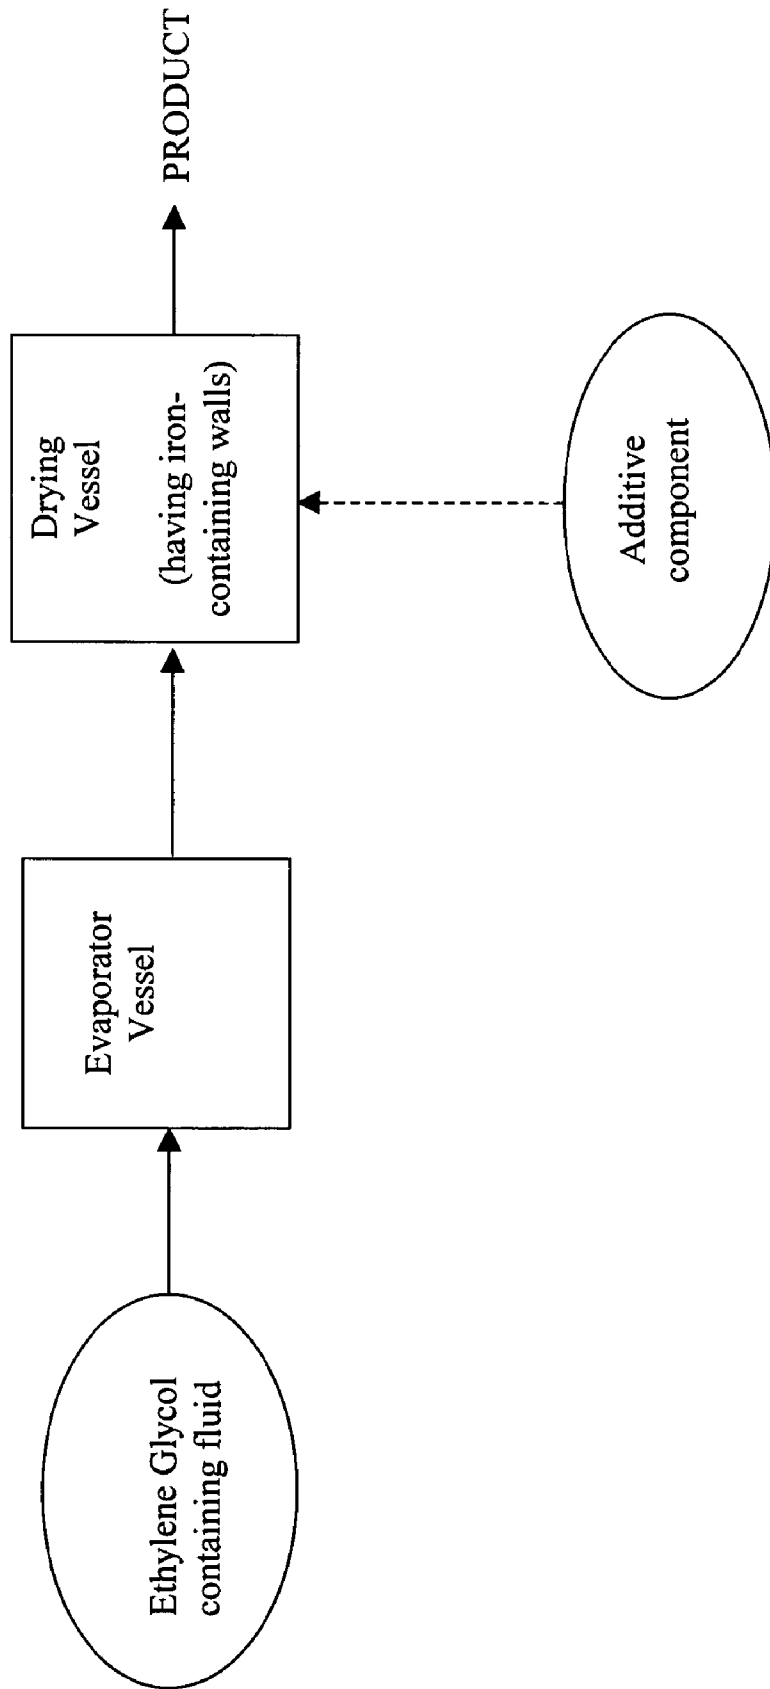 Ethylene Glycol
containing fluid
Evaporator
Vessel
Drying
Vessel
(having iron-
containing walls)
PRODUCT
Additive
component